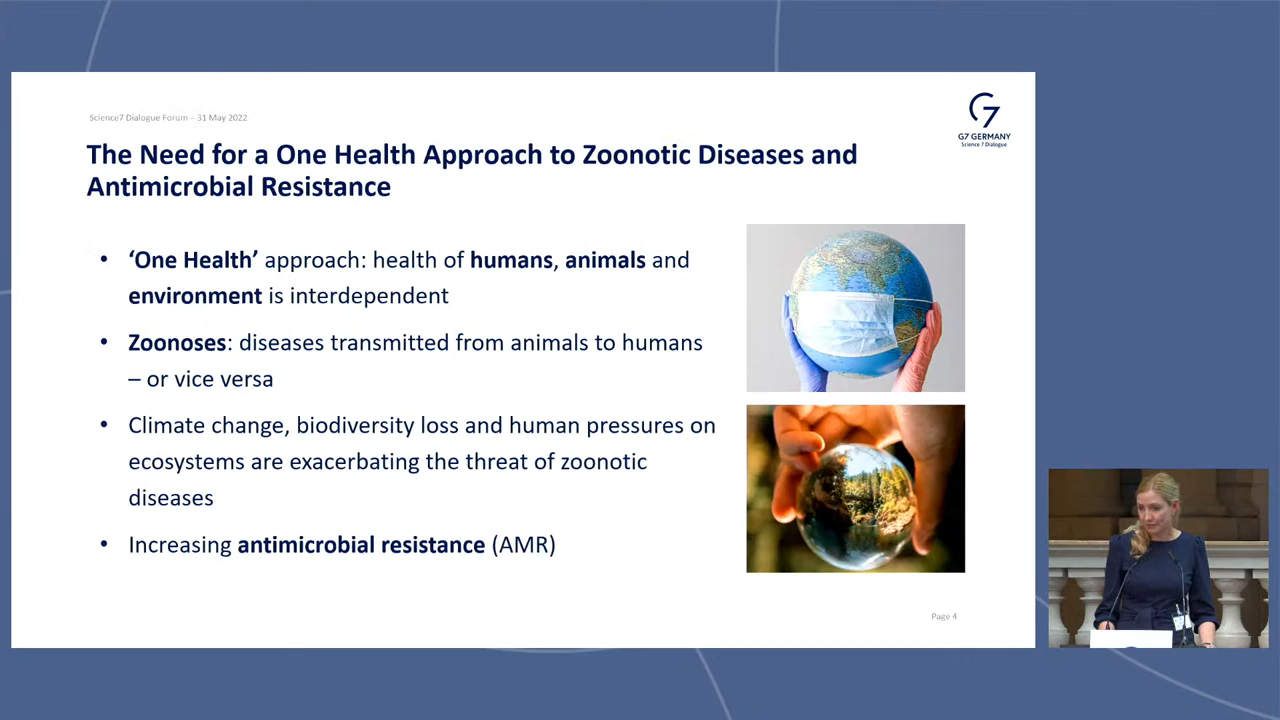 Science7 Dialogue Forum – 31 May 2022
G7 GERMANY
Science 7 Dialogue
The Need for a One Health Approach to Zoonotic Diseases and
Antimicrobial Resistance
• ‘One Health’ approach: health of humans, animals and
environment is interdependent
• Zoonoses: diseases transmitted from animals to humans
– or vice versa
• Climate change, biodiversity loss and human pressures on
ecosystems are exacerbating the threat of zoonotic
diseases
• Increasing antimicrobial resistance (AMR)
Page 4